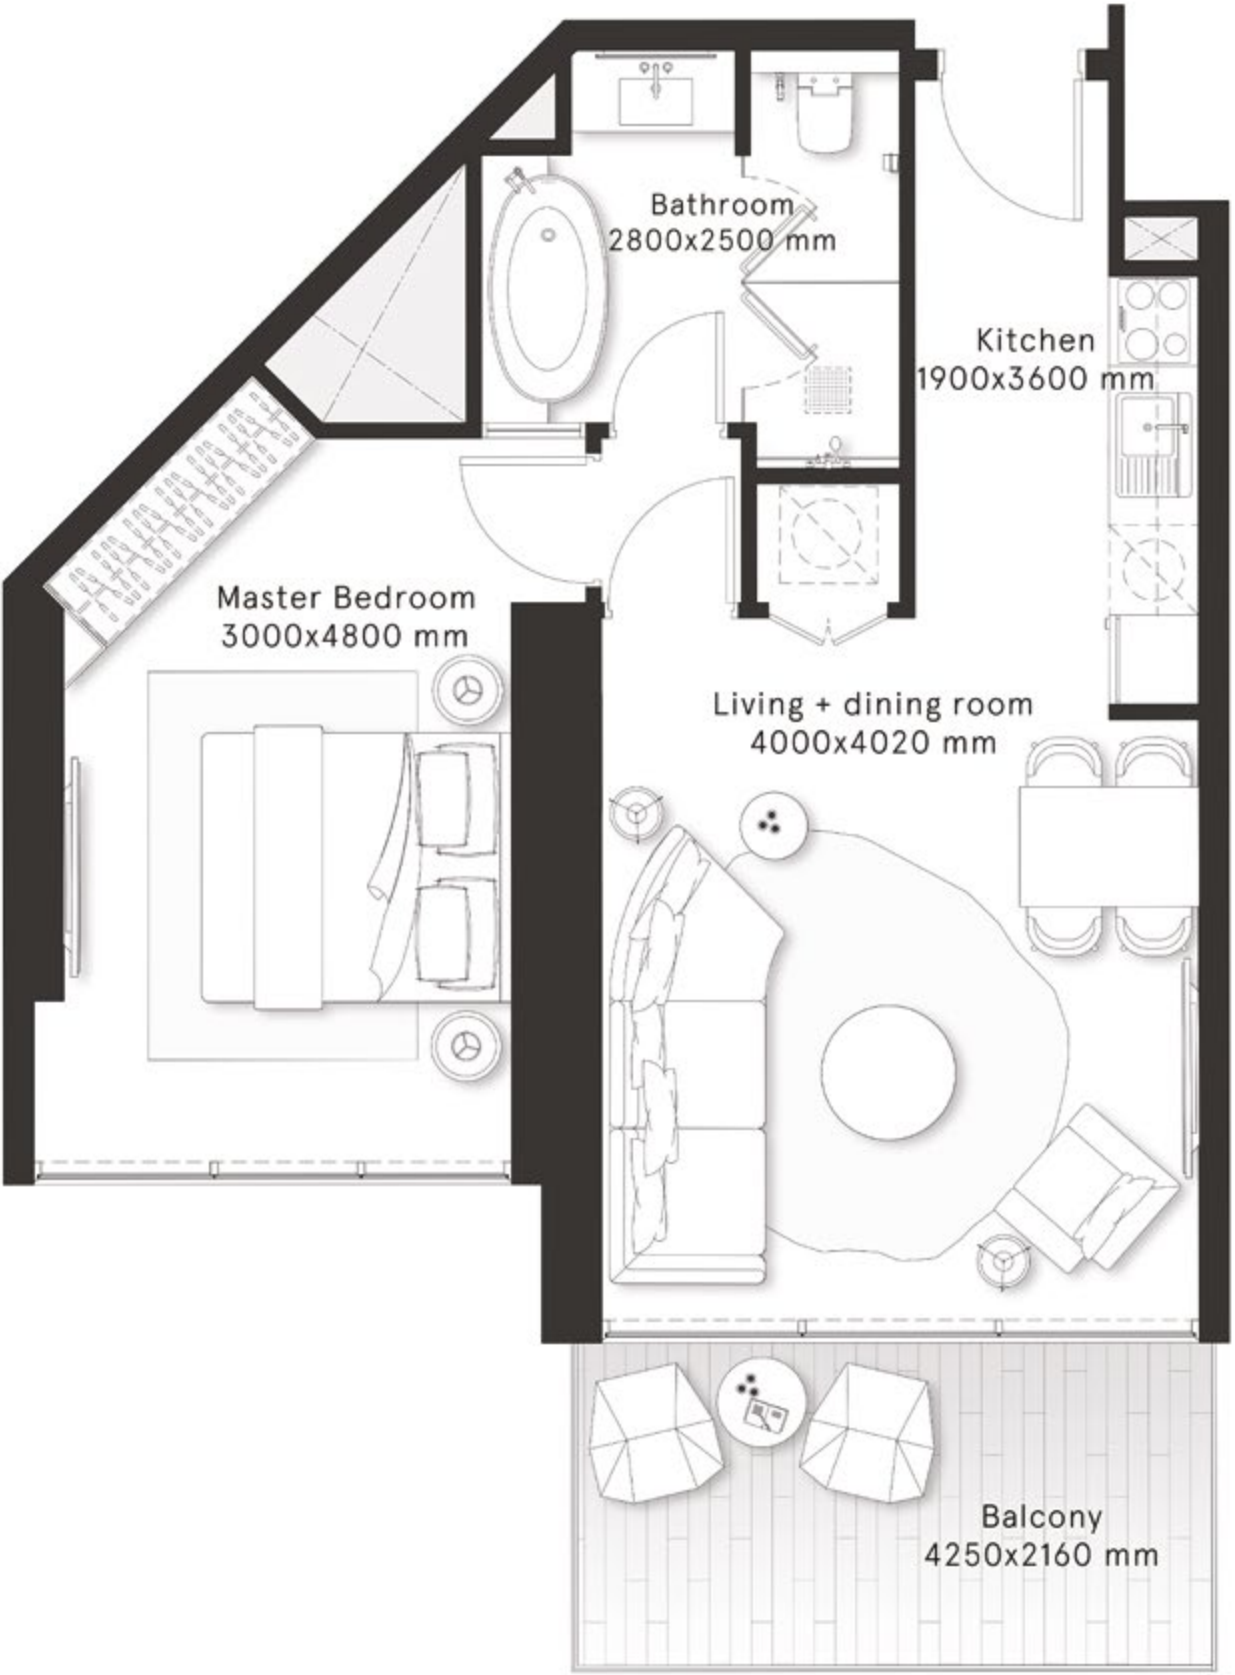 Bathroom
2800x2500 mm
Kitchen
1900x3600 mm
Master Bedroom
3000x4800 mm
Living + dining room
4000x4020 mm
Balcony
4250x2160 mm